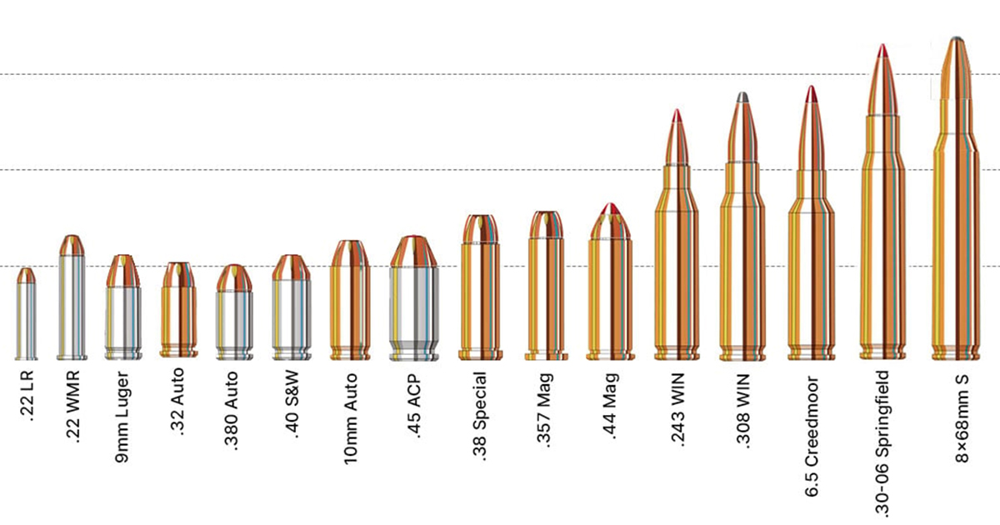 .22 LR
.22 WMR
9mm Luger
.32 Auto
.380 Auto
.40 S&W
10mm Auto
.45 ACP
.38 Special
.357 Mag
.44 Mag
.243 WIN
.308 WIN
6.5 Creedmoor
.30-06 Springfield
8×68mm S